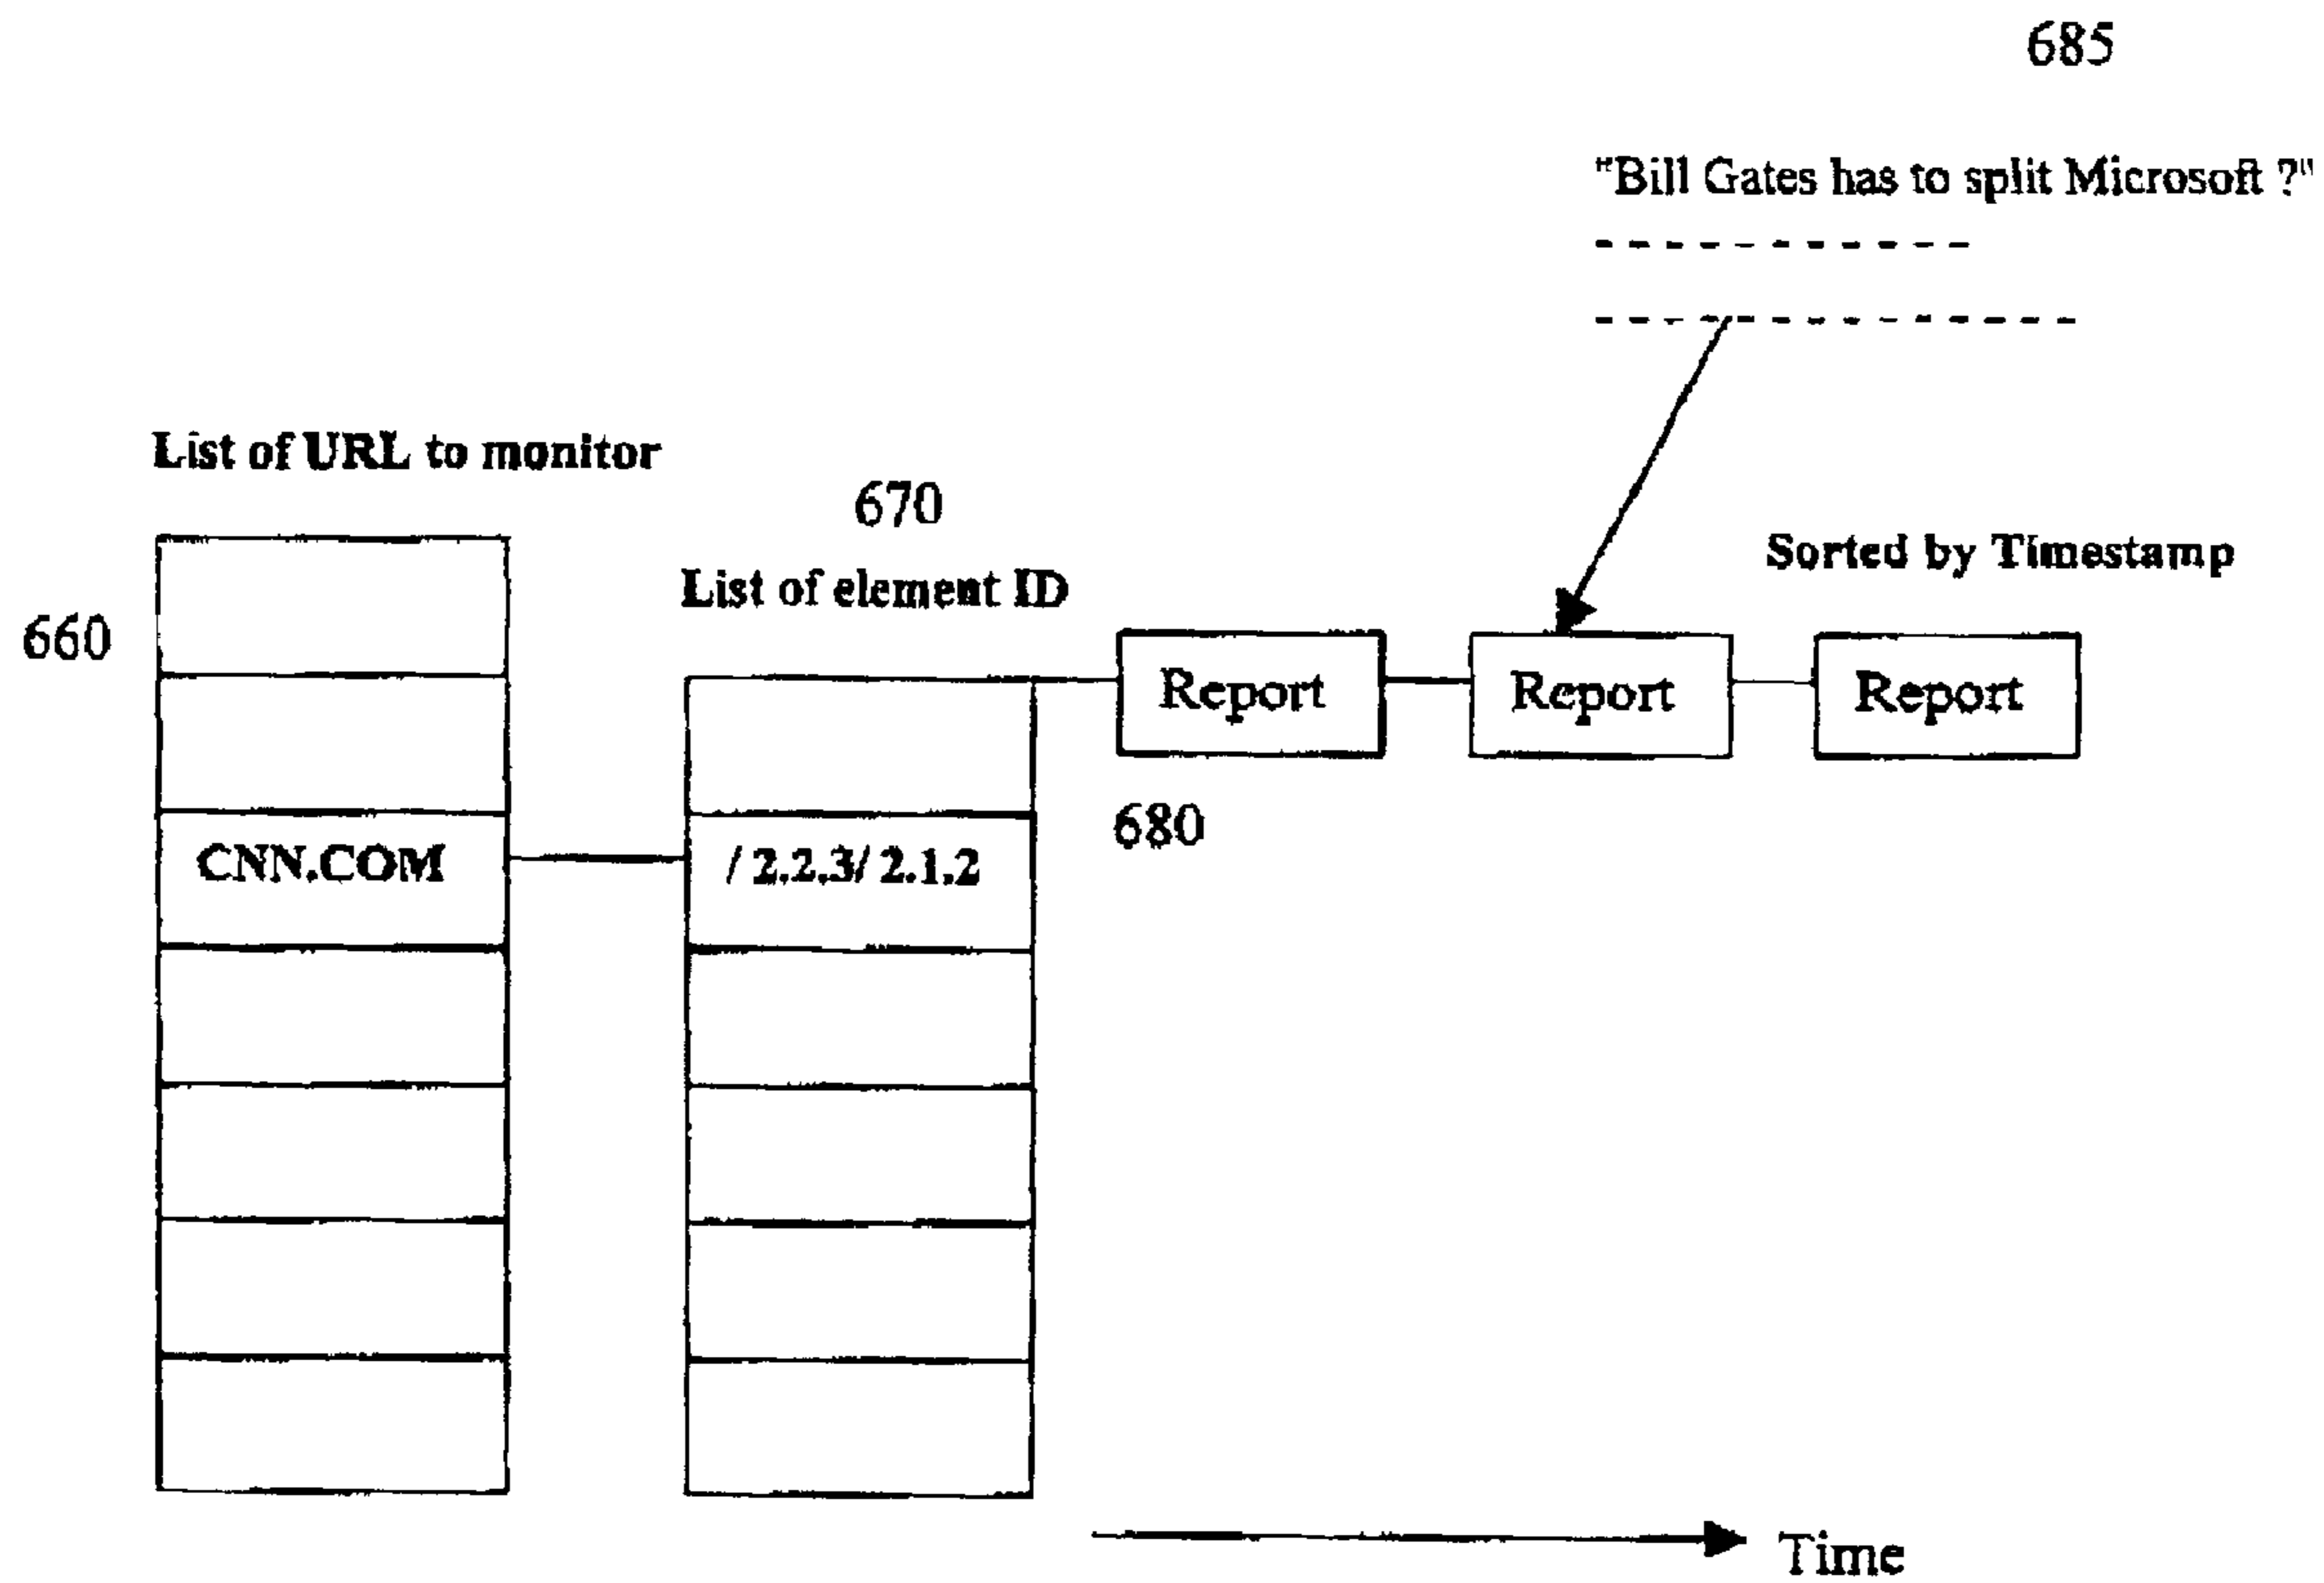 685
"Bill Gates has to split Microsoft ?"
List of URL to monitor
670
Sorted by Timestamp
List of element ID
660
Report
Report
Report
680
CNN.COM
/ 2.2.3/ 2.1.2
Time